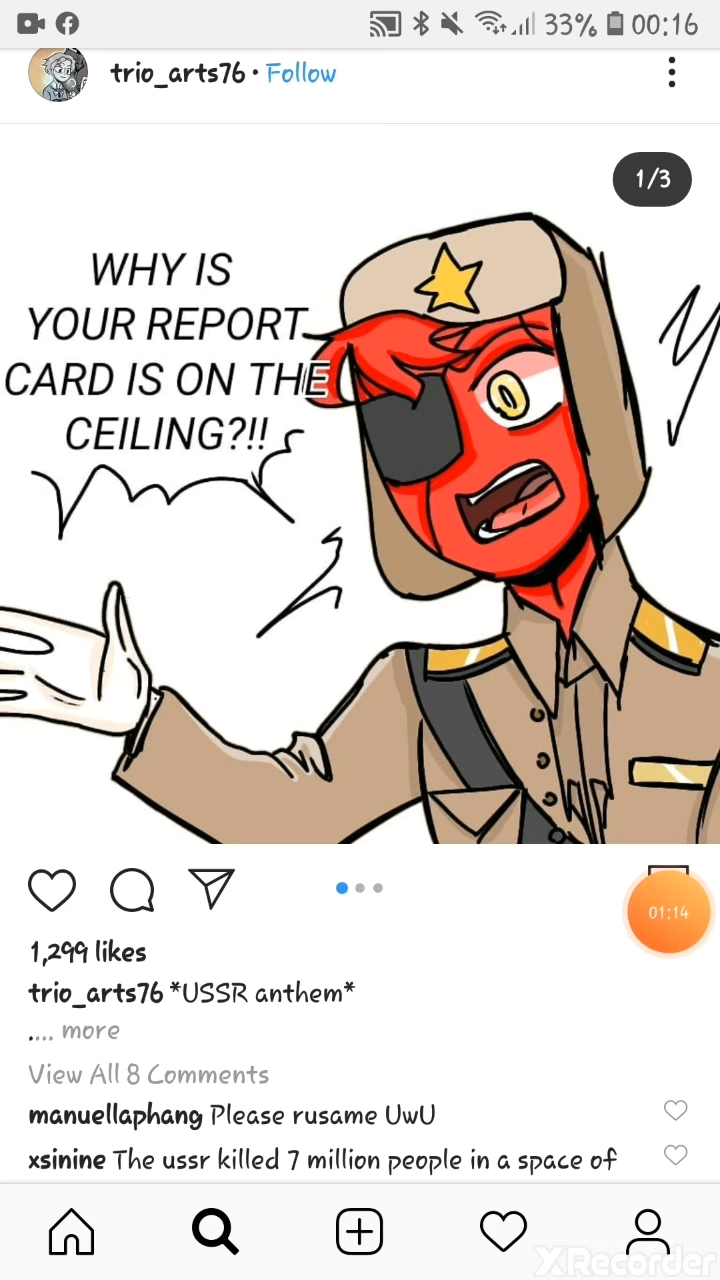 33% 00:16
trio_arts76 • Follow
1/3
WHY IS
YOUR REPORT
CARD IS ON THE
CEILING?!!
01:14
1,299 likes
trio_arts76 *USSR anthem*
.... more
View All 8 Comments
manuellaphang Please rusame UwU
xsinine The ussr killed 7 million people in a space of
XRecorder